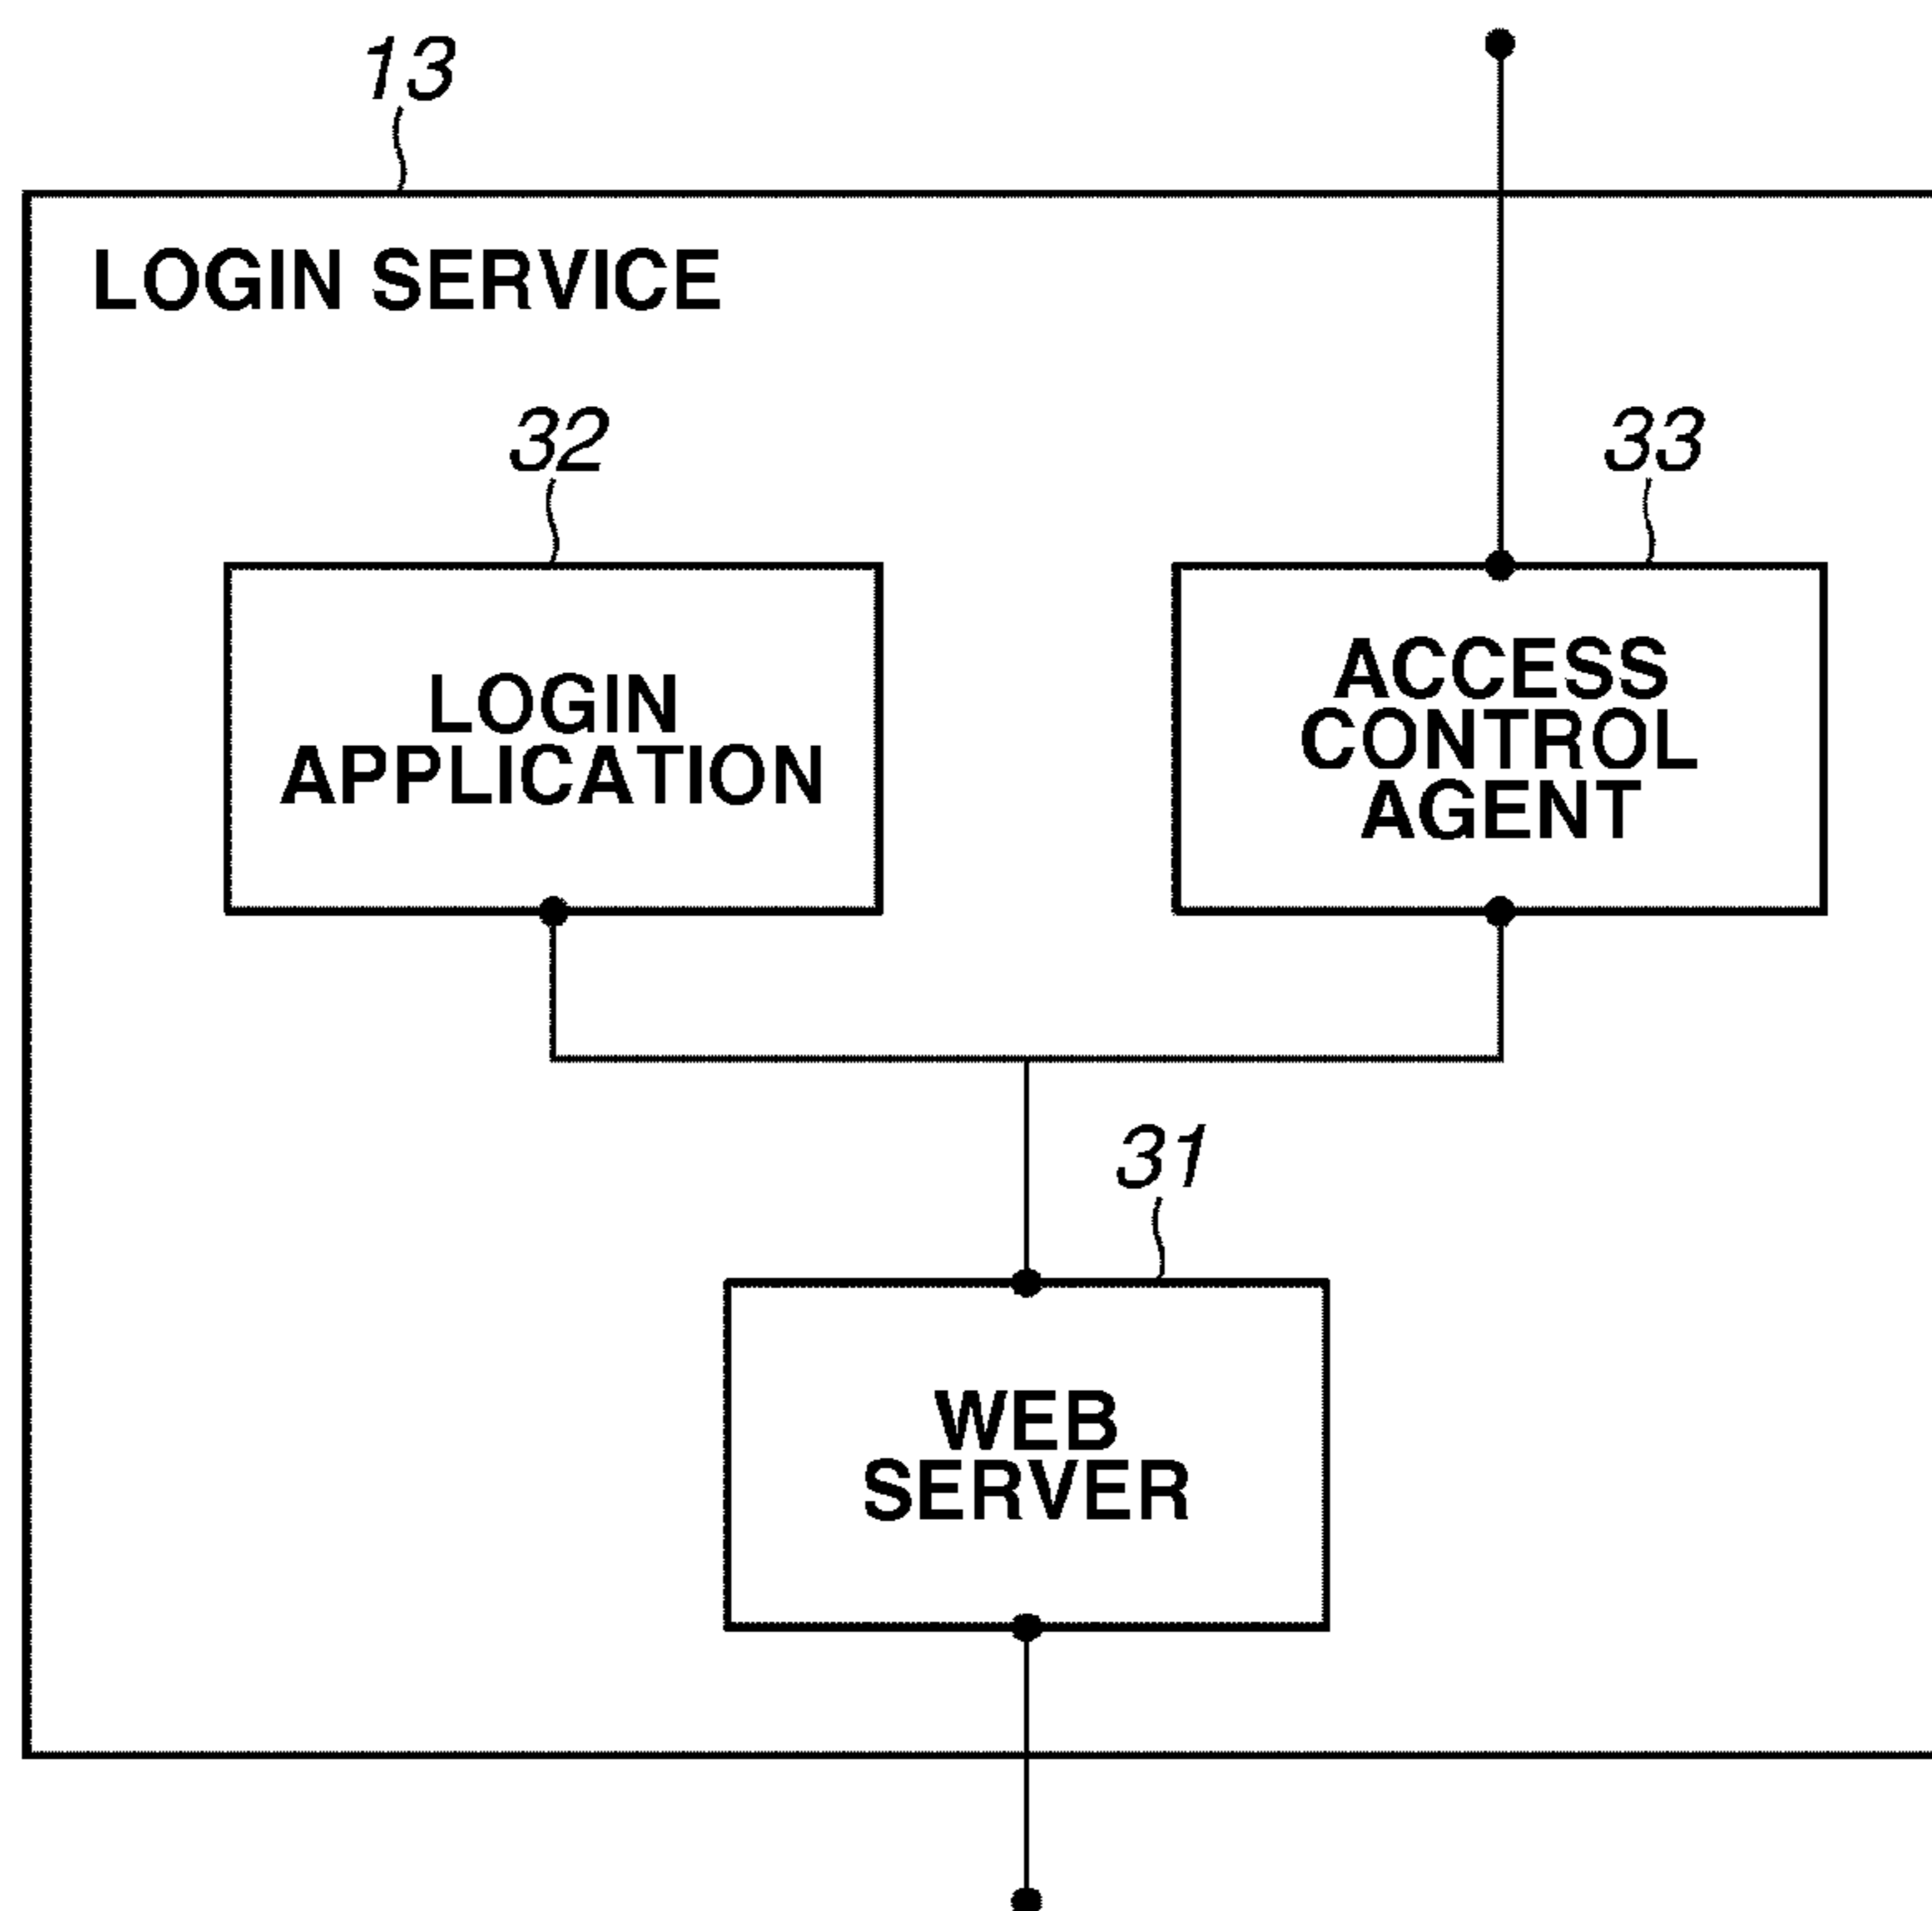 13
LOGIN SERVICE
32
33
LOGIN
APPLICATION
ACCESS
CONTROL
AGENT
31
WEB
SERVER